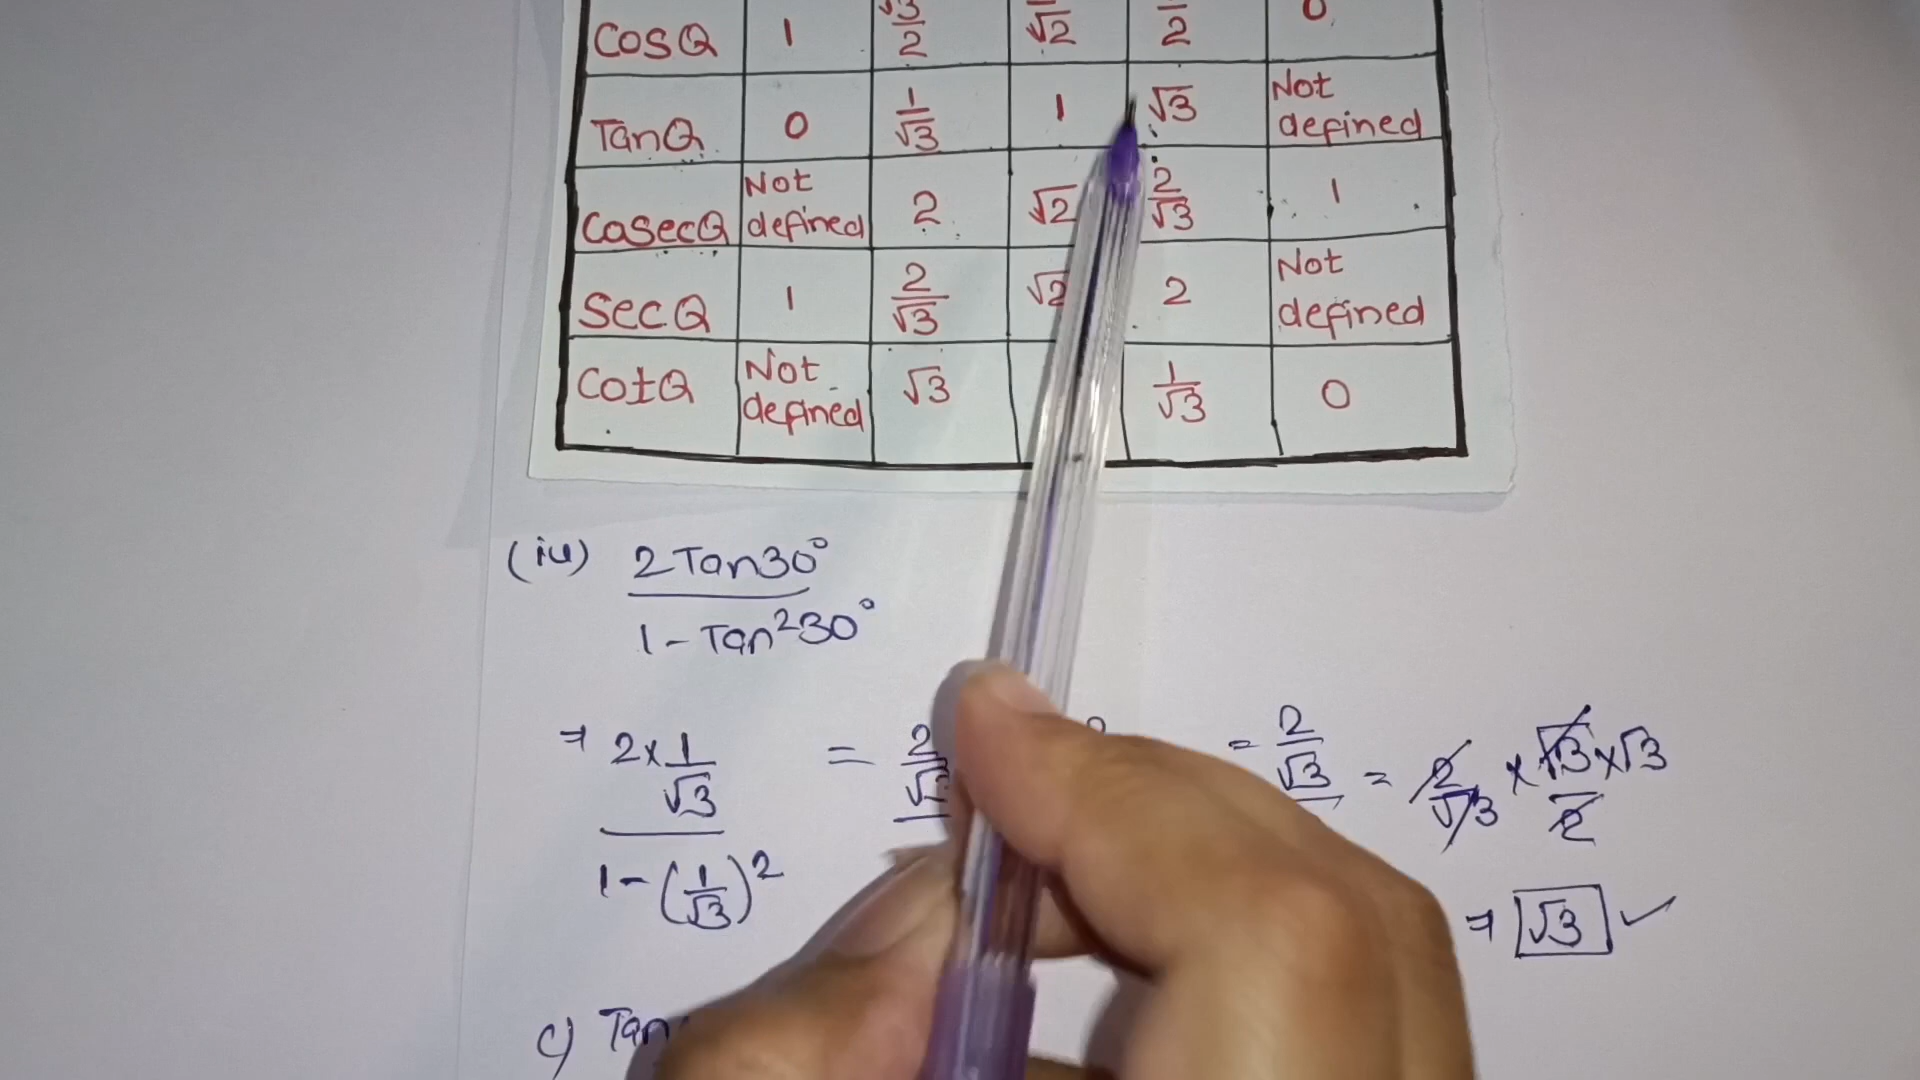 CosQ 1 √3/2 1/√2 1/2 0
TanQ 0 1/√3 1 √3 Not defined
CosecQ Not defined 2 √2 2/√3 1
SecQ 1 2/√3 √2 2 Not defined
CotQ Not defined √3 1/√3 0
(iv) 2Tan30° / 1-Tan²30°
⇒ 2×1/√3 / 1-(1/√3)² = 2/√3 = 2/√3 = 2/√3 × √3×√3/2
⇒ √3 ✓
c) Tan